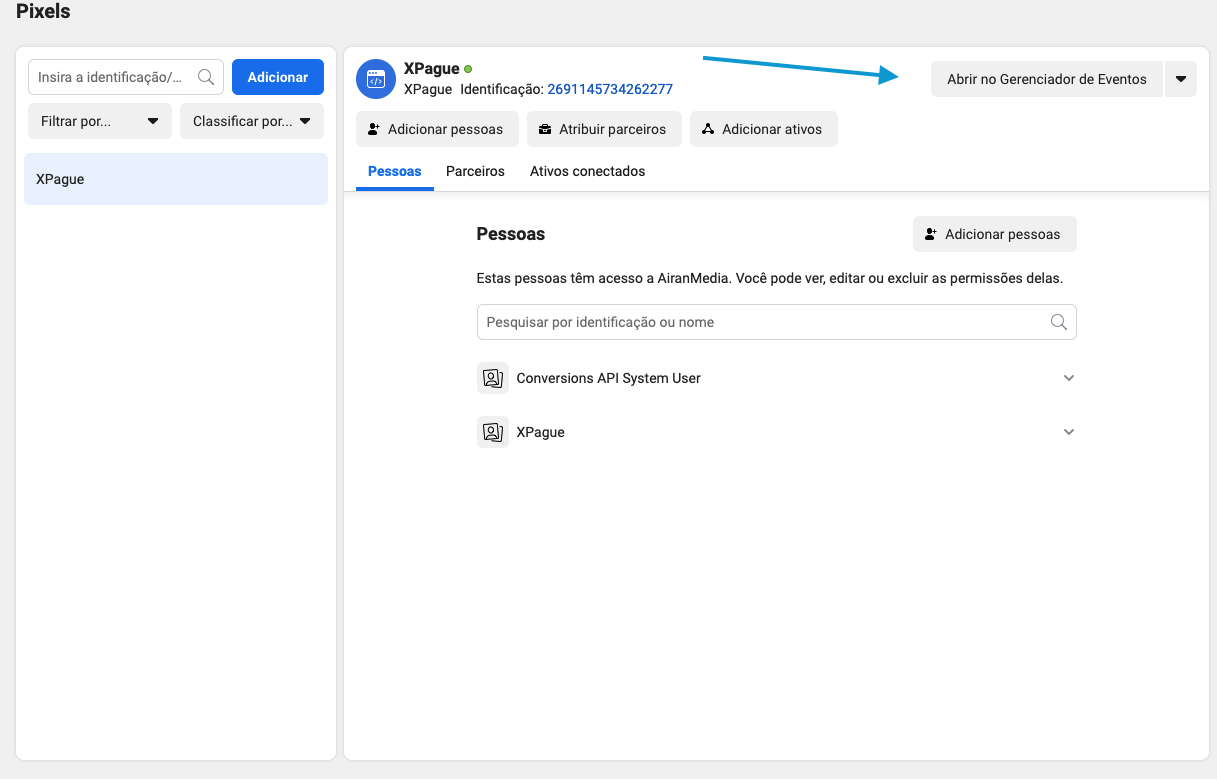 Pixels
Insira a identificação/...
Adicionar
Filtrar por...
Classificar por...
XPague
XPague
XPague Identificação: 2691145734262277
Abrir no Gerenciador de Eventos
Adicionar pessoas
Atribuir parceiros
Adicionar ativos
Pessoas
Parceiros
Ativos conectados
Pessoas
Adicionar pessoas
Estas pessoas têm acesso a AiranMedia. Você pode ver, editar ou excluir as permissões delas.
Pesquisar por identificação ou nome
Conversions API System User
XPague